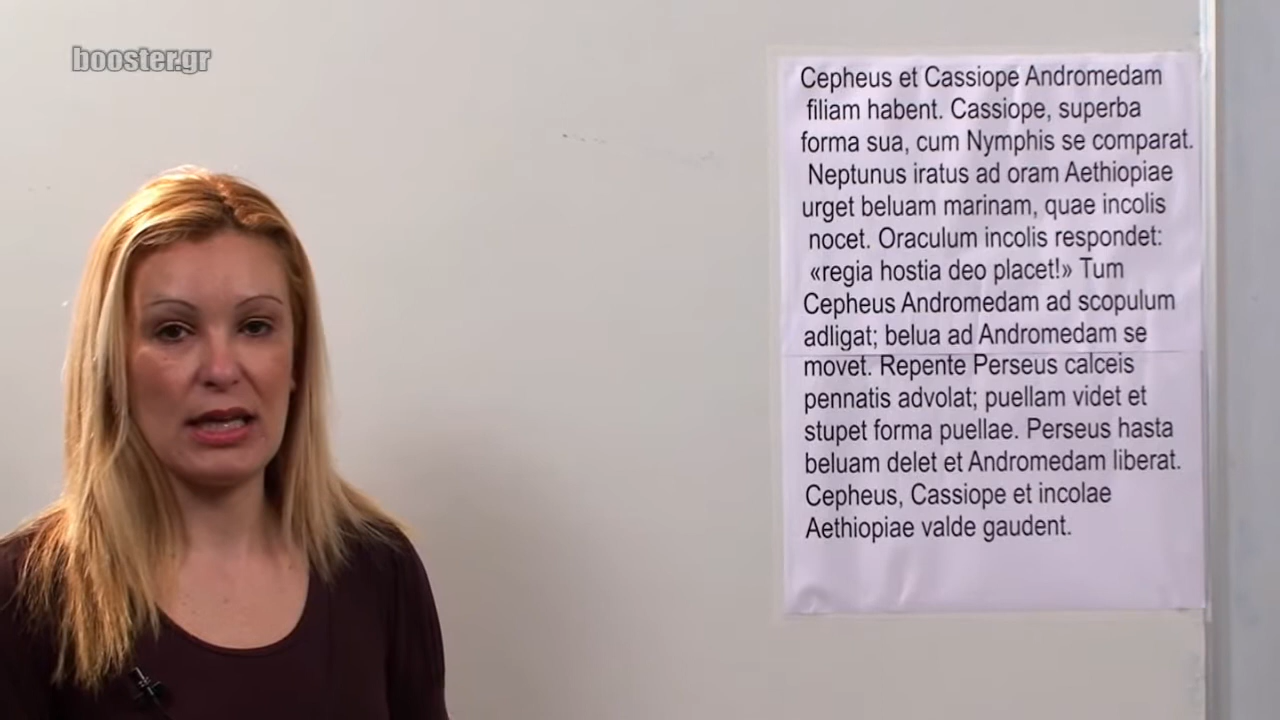 booster.gr
Cepheus et Cassiope Andromedam
filiam habent. Cassiope, superba
forma sua, cum Nymphis se comparat.
Neptunus iratus ad oram Aethiopiae
urget beluam marinam, quae incolis
nocet. Oraculum incolis respondet:
«regia hostia deo placet!» Tum
Cepheus Andromedam ad scopulum
adligat; belua ad Andromedam se
movet. Repente Perseus calceis
pennatis advolat; puellam videt et
stupet forma puellae. Perseus hasta
beluam delet et Andromedam liberat.
Cepheus, Cassiope et incolae
Aethiopiae valde gaudent.